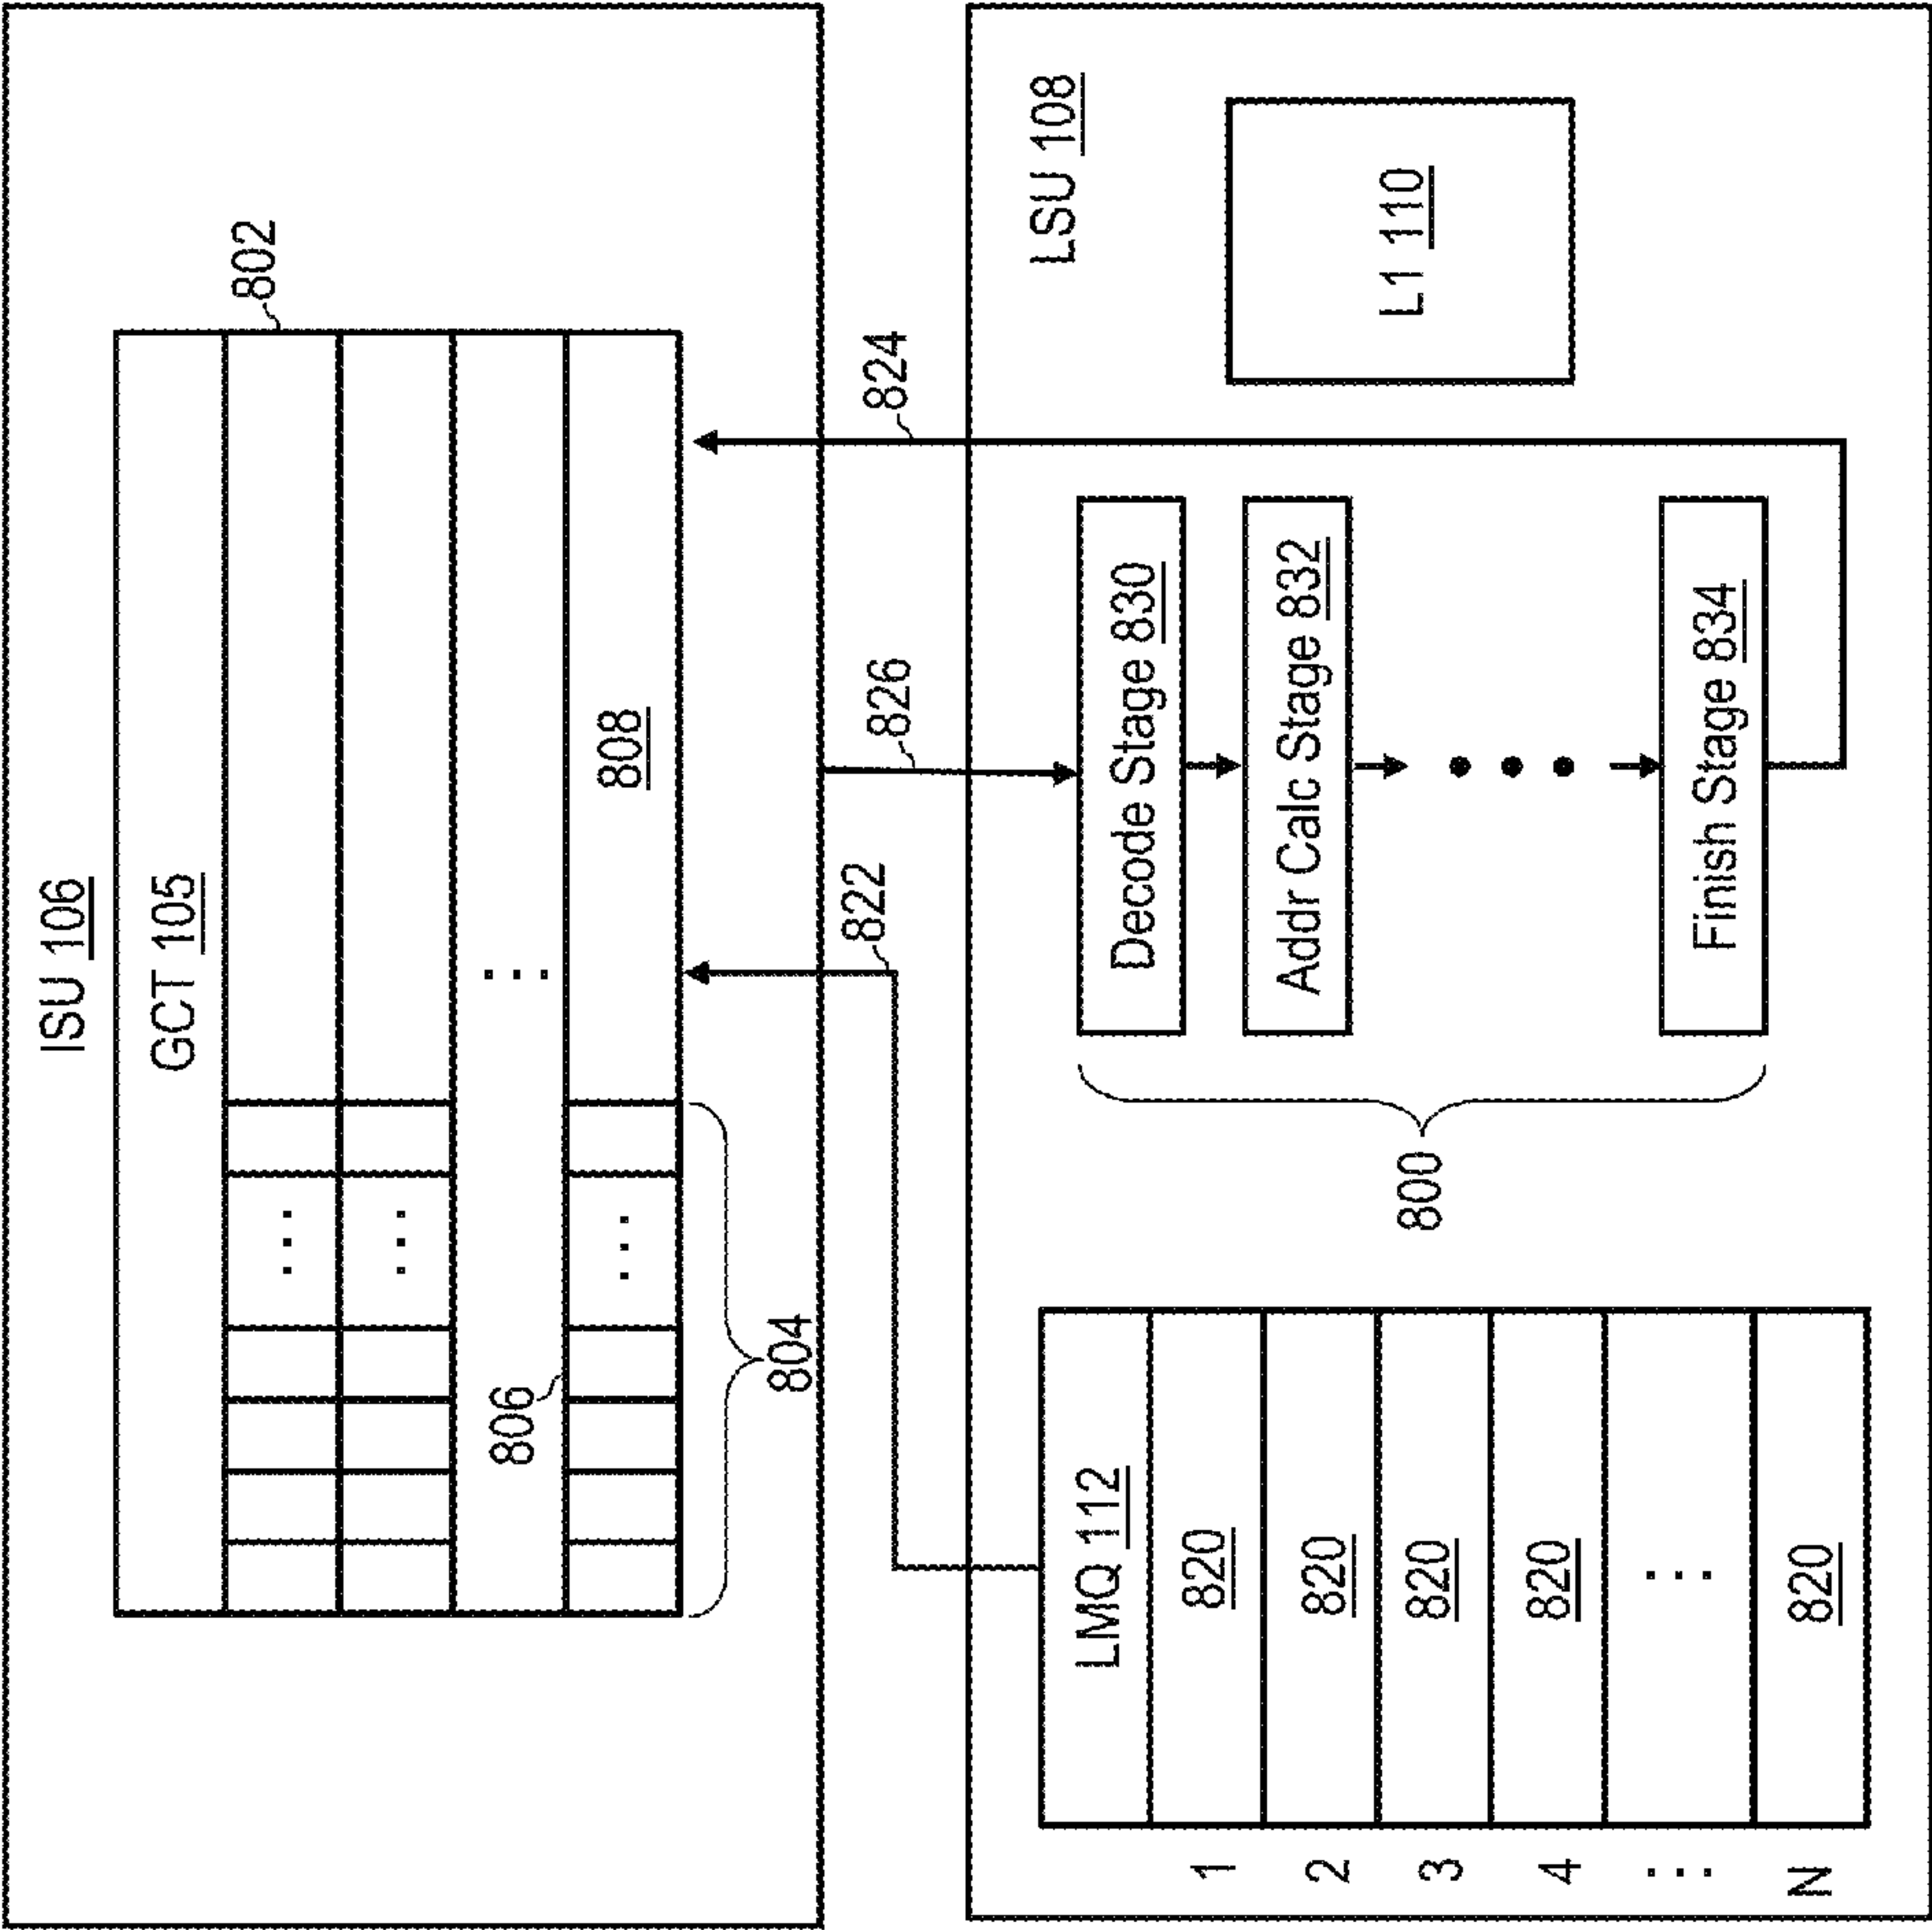 ISU 106
GCT 105
802
...
...
...
806
...
808
804
822
826
824
LSU 108
LMQ 112
1 820
2 820
3 820
4 820
... ...
N 820
800
Decode Stage 830
Addr Calc Stage 832
• • •
Finish Stage 834
L1 110